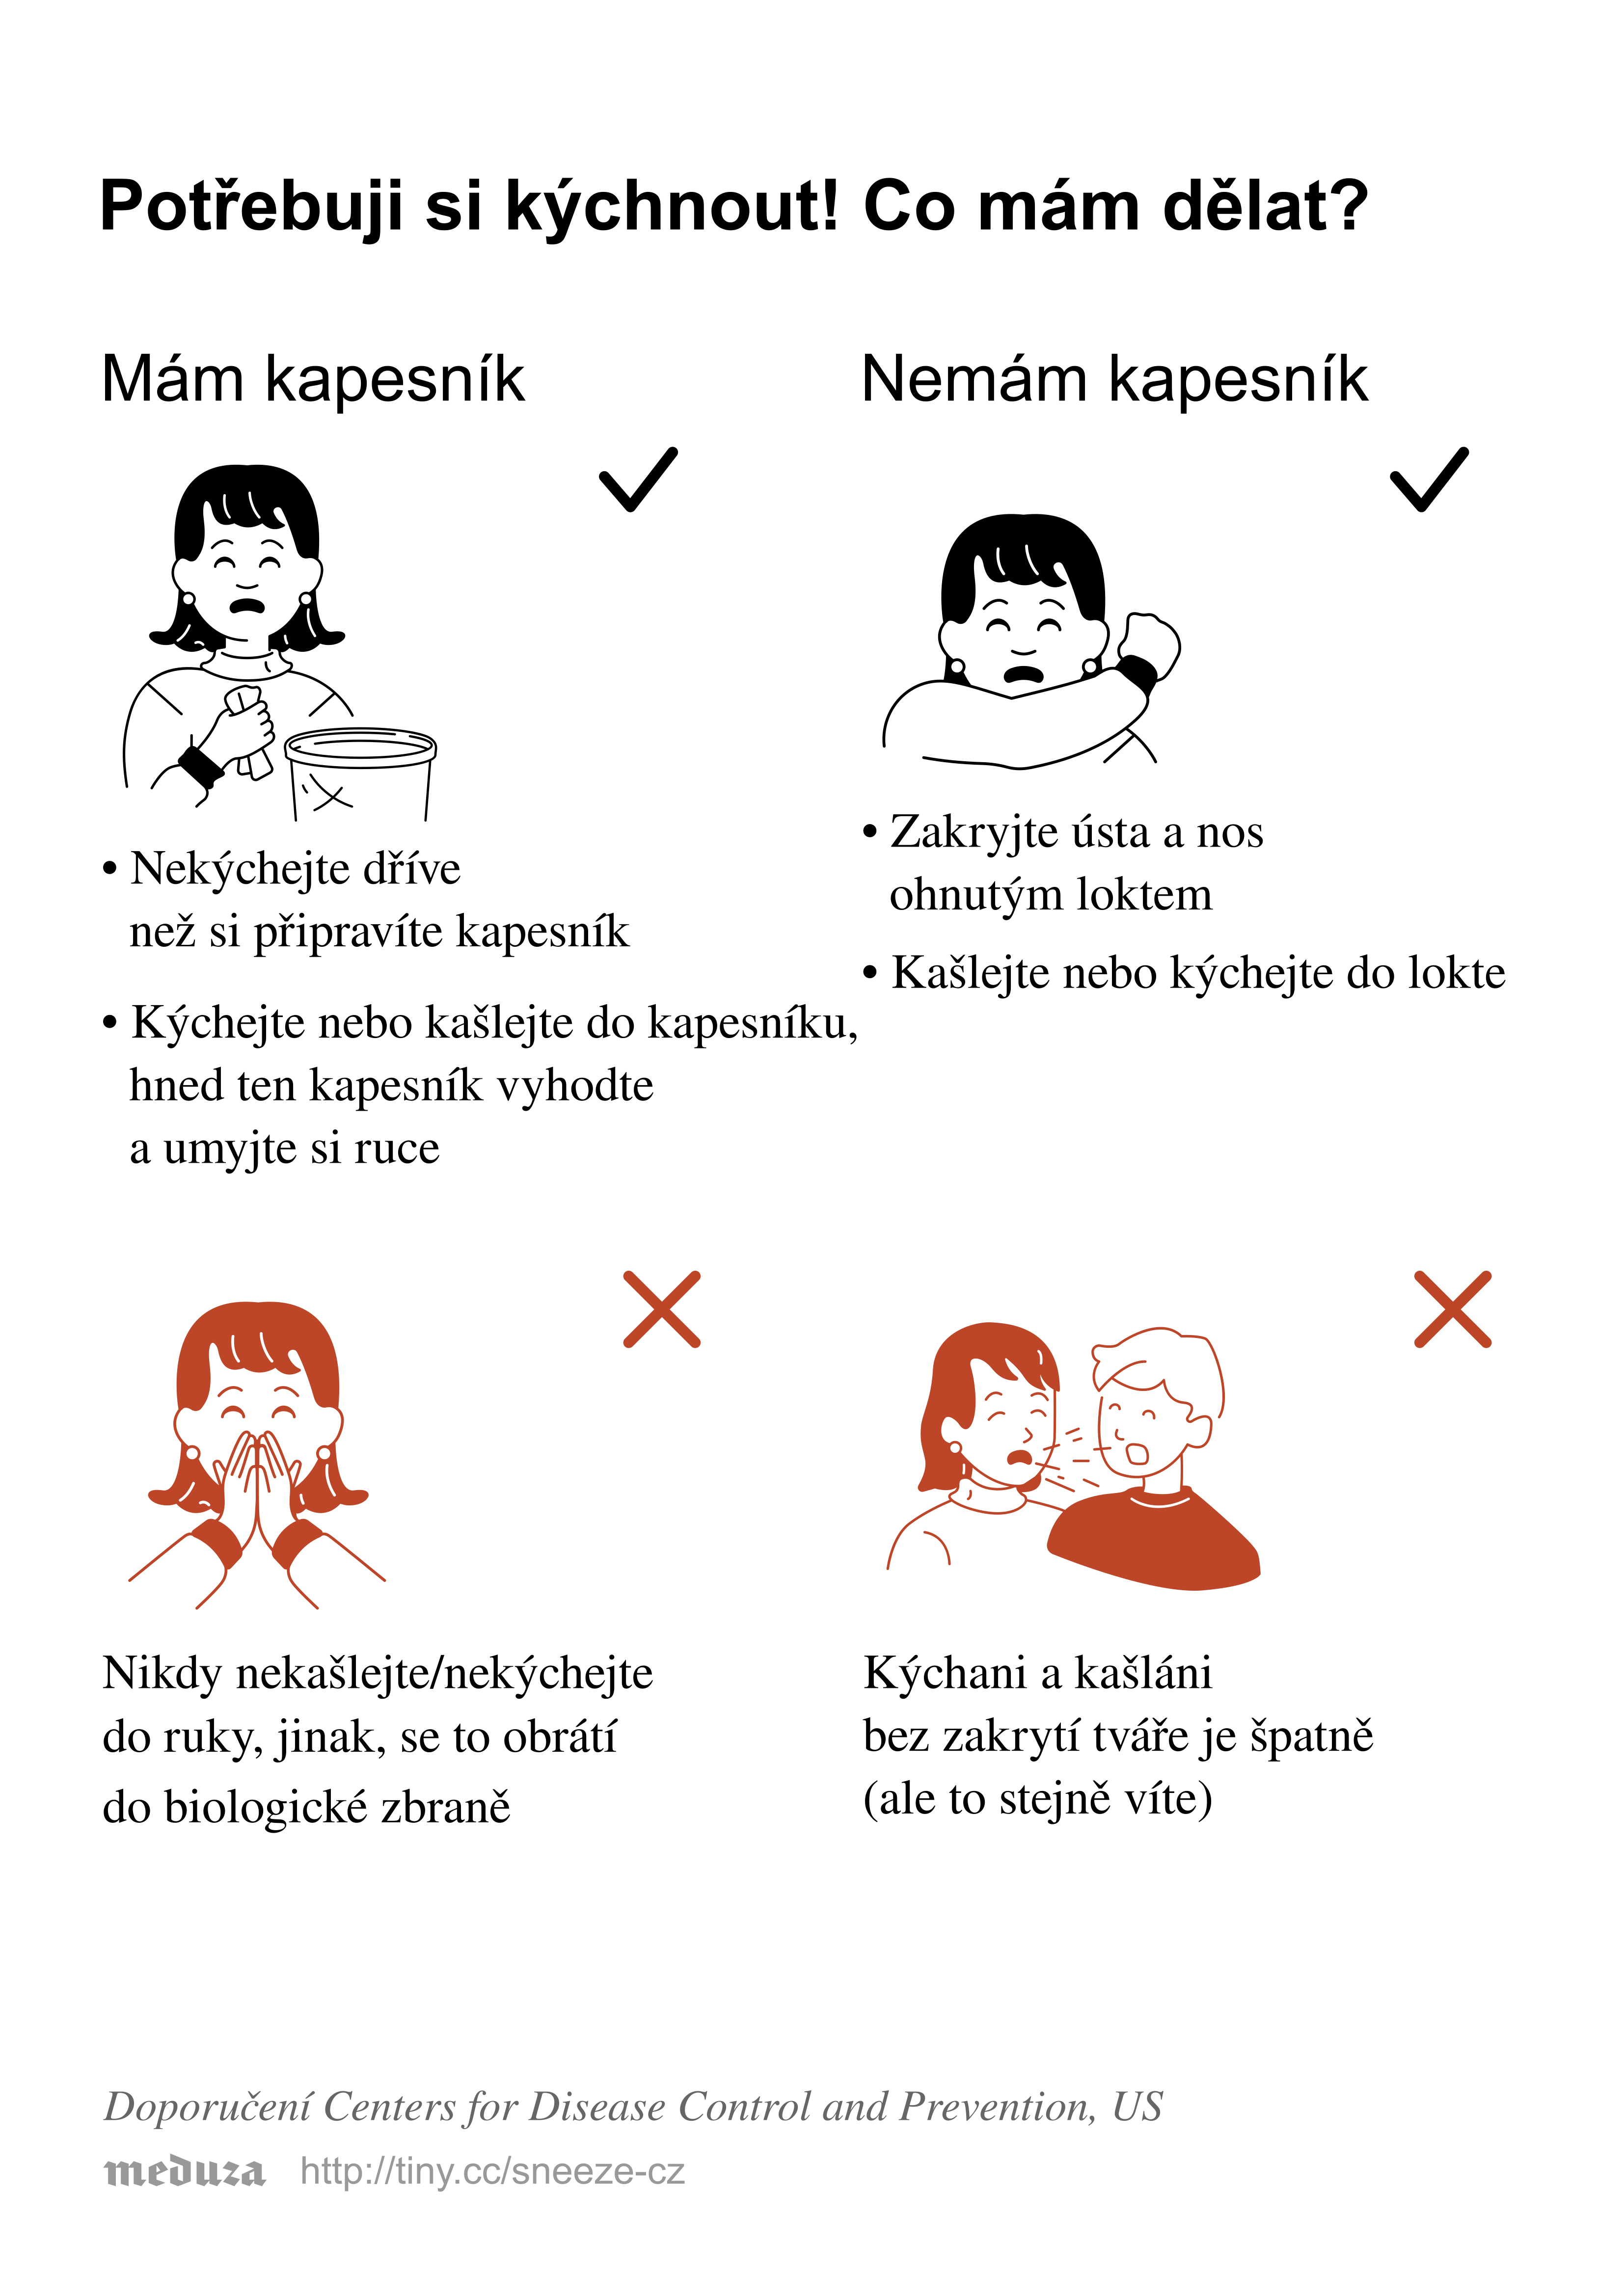 Potřebuji si kýchnout! Co mám dělat?
Mám kapesník
• Nekýchejte dříve
než si připravíte kapesník
• Kýchejte nebo kašlejte do kapesníku,
hned ten kapesník vyhodte
a umyjte si ruce
Nemám kapesník
• Zakryjte ústa a nos
ohnutým loktem
• Kašlejte nebo kýchejte do lokte
Nikdy nekašlejte/nekýchejte
do ruky, jinak, se to obrátí
do biologické zbraně
Kýchani a kašláni
bez zakrytí tváře je špatně
(ale to stejně víte)
Doporučení Centers for Disease Control and Prevention, US
meduza http://tiny.cc/sneeze-cz